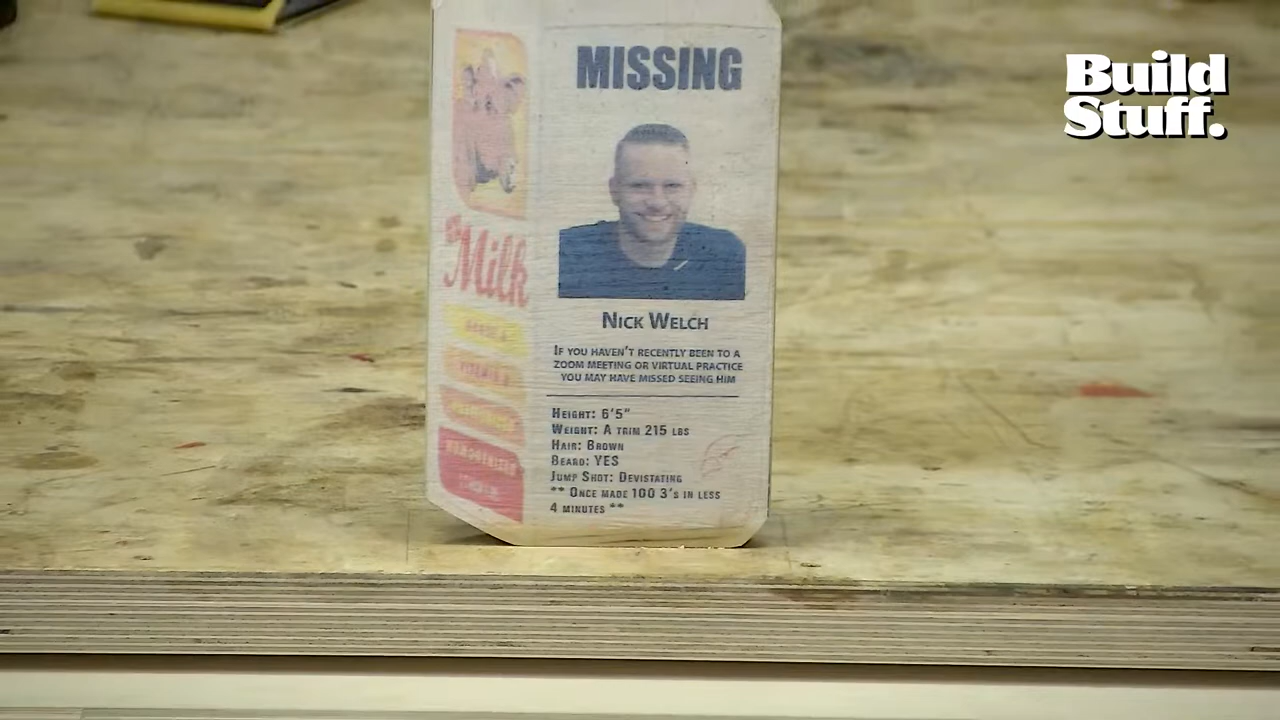 MISSING
Build
Stuff.
Milk
NICK WELCH
IF YOU HAVEN'T RECENTLY BEEN TO A
ZOOM MEETING OR VIRTUAL PRACTICE
YOU MAY HAVE MISSED SEEING HIM
HEIGHT: 6'5"
WEIGHT: A TRIM 215 LBS
HAIR: BROWN
BEARD: YES
JUMP SHOT: DEVASTATING
** ONCE MADE 100 3'S IN LESS
4 MINUTES **
HOMOGENIZED